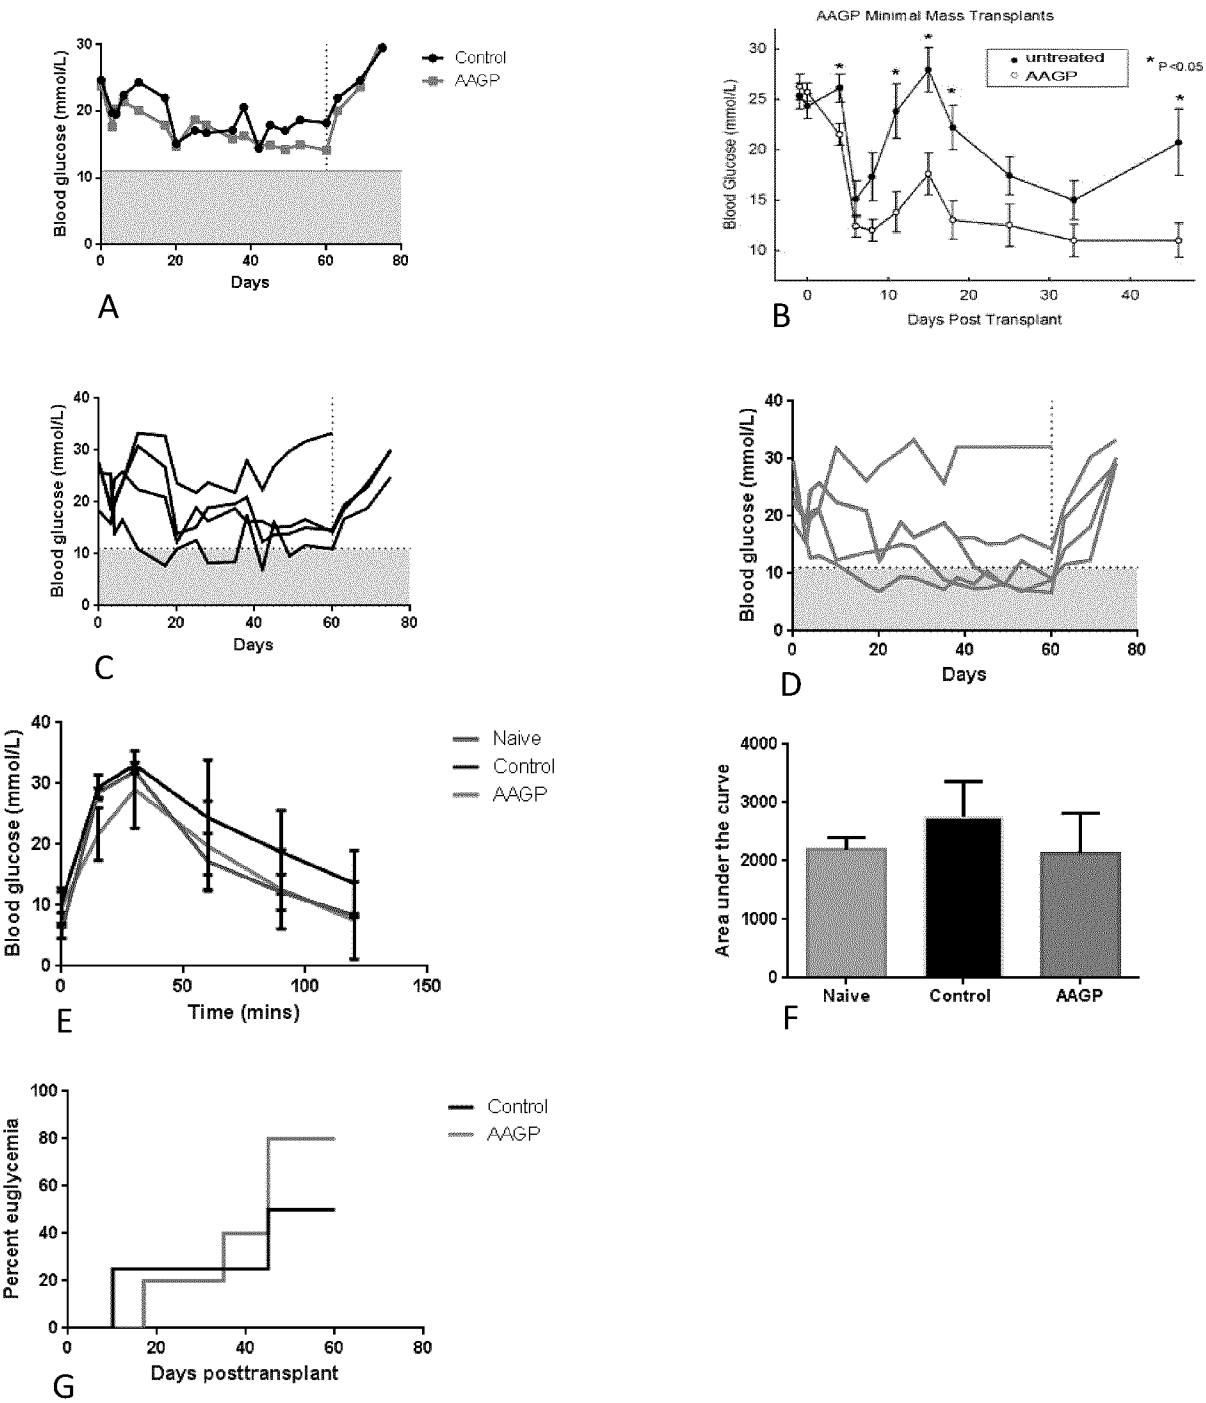 30
20
10
0
0
20
40
60
80
Blood glucose (mmol/L)
Days
Control
AAGP
A
AAGP Minimal Mass Transplants
30
25
20
15
10
0
10
20
30
40
Blood Glucose (mmol/L)
Days Post Transplant
untreated
AAGP
* P<0.05
*
*
*
*
*
B
40
30
20
10
0
0
20
40
60
80
Blood glucose (mmol/L)
Days
C
40
30
20
10
0
0
20
40
60
80
Blood glucose (mmol/L)
Days
D
40
30
20
10
0
0
50
100
150
Blood glucose (mmol/L)
Time (mins)
Naive
Control
AAGP
E
4000
3000
2000
1000
0
Area under the curve
Naive
Control
AAGP
F
100
80
60
40
20
0
0
20
40
60
80
Percent euglycemia
Days posttransplant
Control
AAGP
G